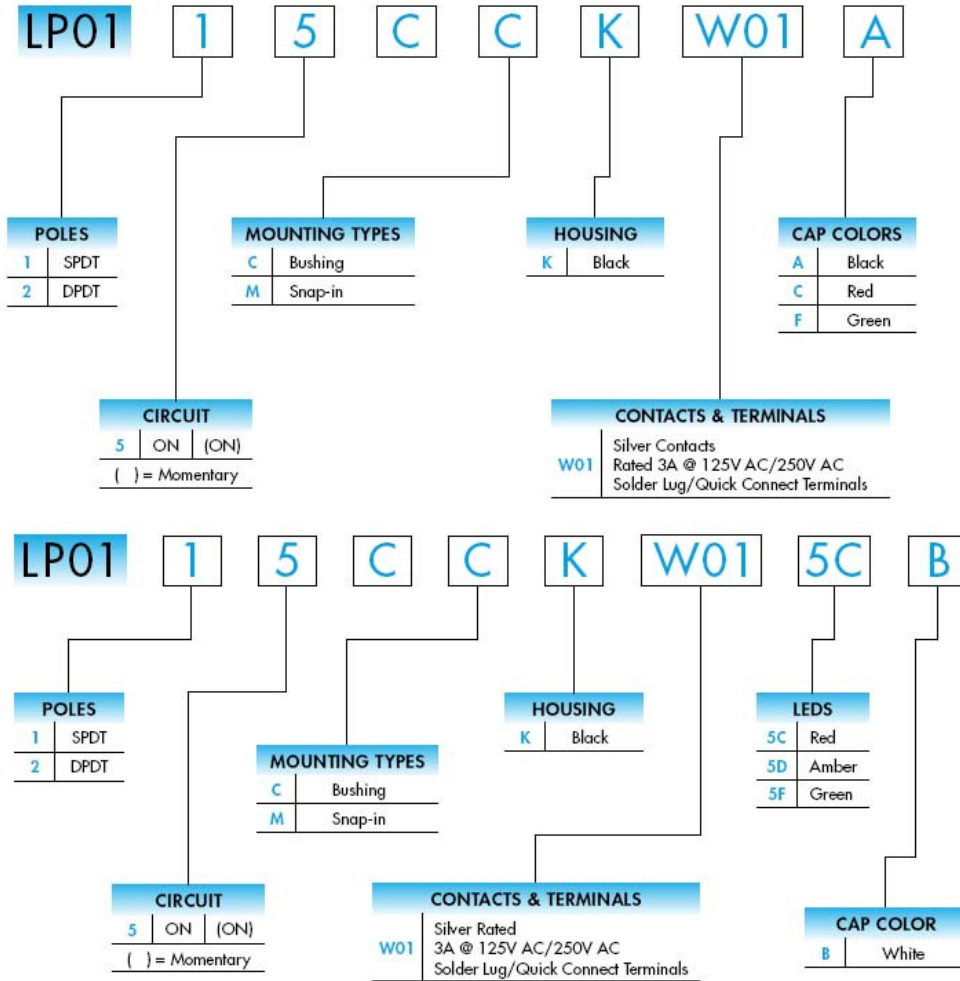 LP01 1 5 C C K W01 A
POLES
1 SPDT
2 DPDT
MOUNTING TYPES
C Bushing
M Snap-in
HOUSING
K Black
CAP COLORS
A Black
C Red
F Green
CIRCUIT
5 ON (ON)
( ) = Momentary
CONTACTS & TERMINALS
W01 Silver Contacts
Rated 3A @ 125V AC/250V AC
Solder Lug/Quick Connect Terminals
LP01 1 5 C C K W01 5C B
POLES
1 SPDT
2 DPDT
MOUNTING TYPES
C Bushing
M Snap-in
HOUSING
K Black
LEDS
5C Red
5D Amber
5F Green
CIRCUIT
5 ON (ON)
( ) = Momentary
CONTACTS & TERMINALS
W01 Silver Rated
3A @ 125V AC/250V AC
Solder Lug/Quick Connect Terminals
CAP COLOR
B White